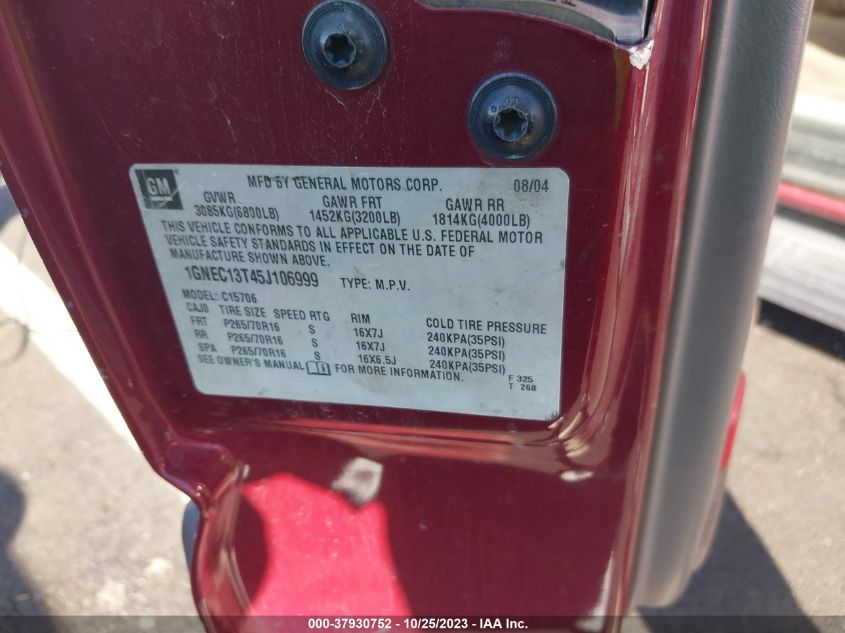 GM
MFD BY GENERAL MOTORS CORP. 08/04
GVWR GAWR FRT GAWR RR
3085KG(6800LB) 1452KG(3200LB) 1814KG(4000LB)
THIS VEHICLE CONFORMS TO ALL APPLICABLE U.S. FEDERAL MOTOR
VEHICLE SAFETY STANDARDS IN EFFECT ON THE DATE OF
MANUFACTURE SHOWN ABOVE.
1GNEC13T45J106999 TYPE: M.P.V.
MODEL: C15706
CAJD TIRE SIZE SPEED RTG RIM COLD TIRE PRESSURE
FRT P265/70R16 S 16X7J 240KPA(35PSI)
RR P265/70R16 S 16X7J 240KPA(35PSI)
SPA P265/70R16 S 16X6.5J 240KPA(35PSI)
SEE OWNER'S MANUAL FOR MORE INFORMATION.
F 325
T 268
000-37930752 - 10/25/2023 - IAA Inc.